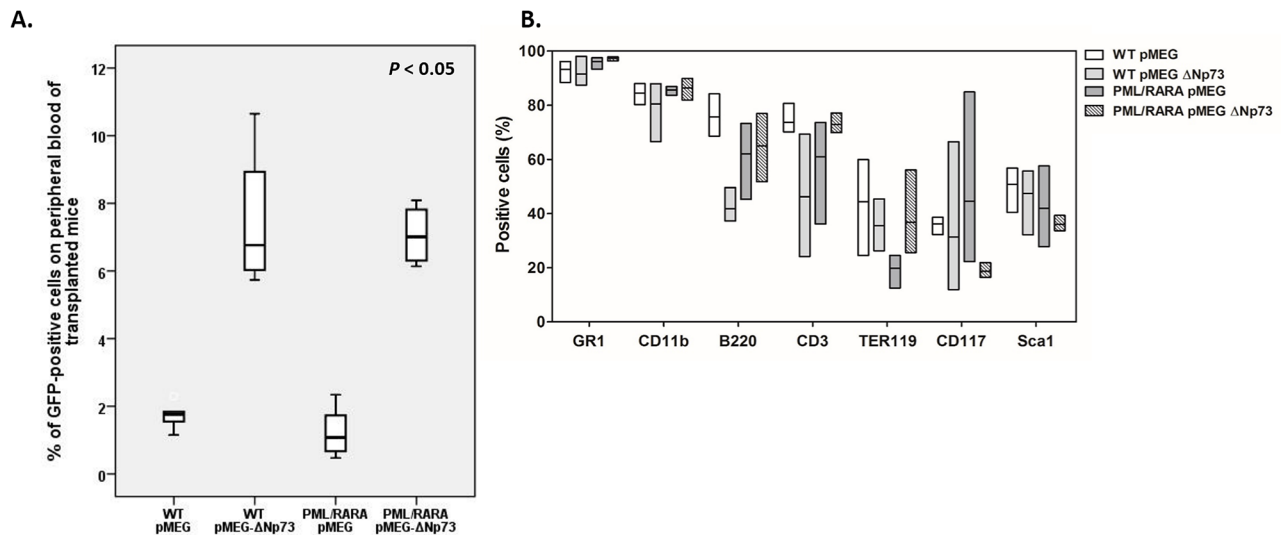 A.
B.
% of GFP-positive cells on peripheral blood of
transplanted mice
12
10
8
6
4
2
0
P < 0.05
WT
pMEG
WT
pMEG-ΔNp73
PML/RARA
pMEG
PML/RARA
pMEG-ΔNp73
Positive cells (%)
100
80
60
40
20
0
GR1
CD11b
B220
CD3
TER119
CD117
Sca1
WT pMEG
WT pMEG ΔNp73
PML/RARA pMEG
PML/RARA pMEG ΔNp73